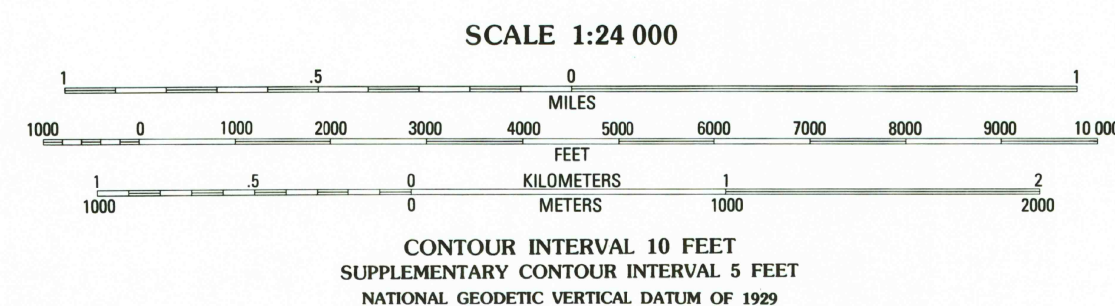 SCALE 1:24 000
1 .5 0 1
MILES
1000 0 1000 2000 3000 4000 5000 6000 7000 8000 9000 10 000
FEET
1 .5 0 KILOMETERS 1 2
1000 0 METERS 1000 2000
CONTOUR INTERVAL 10 FEET
SUPPLEMENTARY CONTOUR INTERVAL 5 FEET
NATIONAL GEODETIC VERTICAL DATUM OF 1929